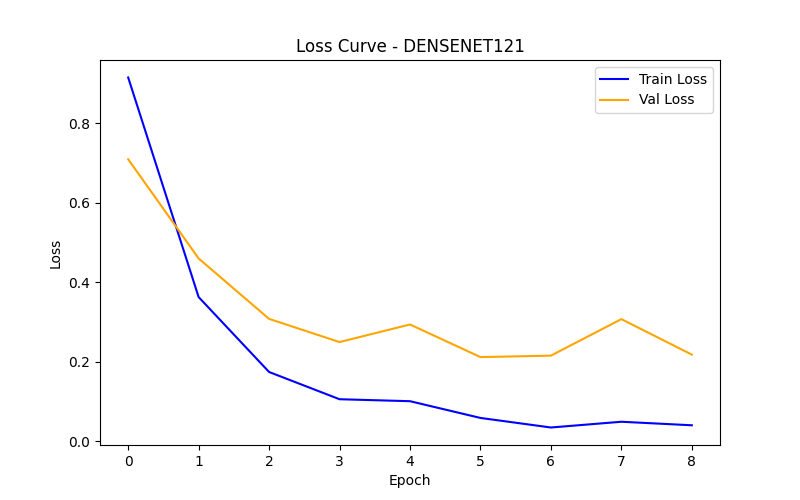 Loss Curve - DENSENET121
Train Loss
Val Loss
0.8
0.6
0.4
0.2
0.0
Loss
0 1 2 3 4 5 6 7 8
Epoch